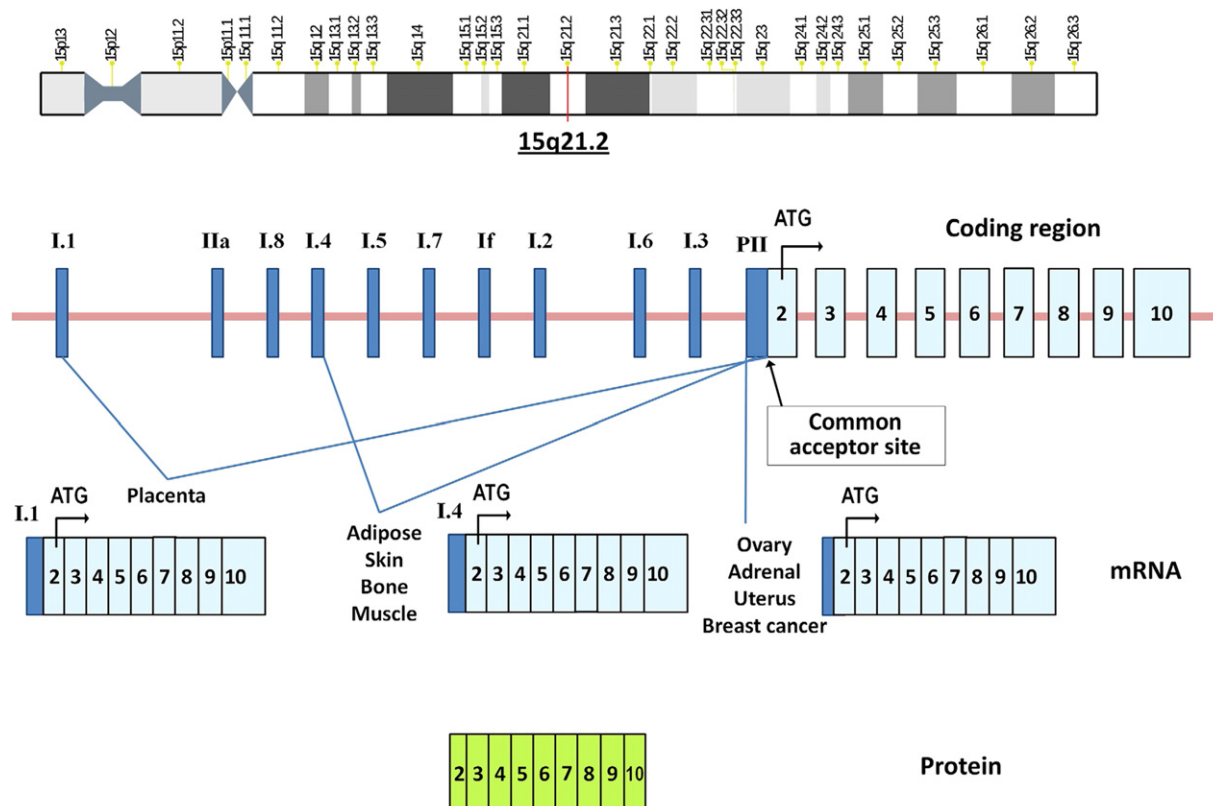 15p13
15p12
15p11.2
15p11.1
15q11.1
15q11.2
15q12
15q13.1
15q13.2
15q13.3
15q14
15q15.1
15q15.2
15q15.3
15q21.1
15q21.2
15q21.3
15q22.1
15q22.2
15q22.31
15q22.32
15q22.33
15q23
15q24.1
15q24.2
15q24.3
15q25.1
15q25.2
15q25.3
15q26.1
15q26.2
15q26.3
15q21.2
ATG
Coding region
I.1 IIa I.8 I.4 I.5 I.7 If I.2 I.6 I.3 PII
2 3 4 5 6 7 8 9 10
Common
acceptor site
Placenta
I.1 ATG
2 3 4 5 6 7 8 9 10
Adipose
Skin
Bone
Muscle
I.4 ATG
2 3 4 5 6 7 8 9 10
Ovary
Adrenal
Uterus
Breast cancer
ATG
2 3 4 5 6 7 8 9 10
mRNA
2 3 4 5 6 7 8 9 10
Protein